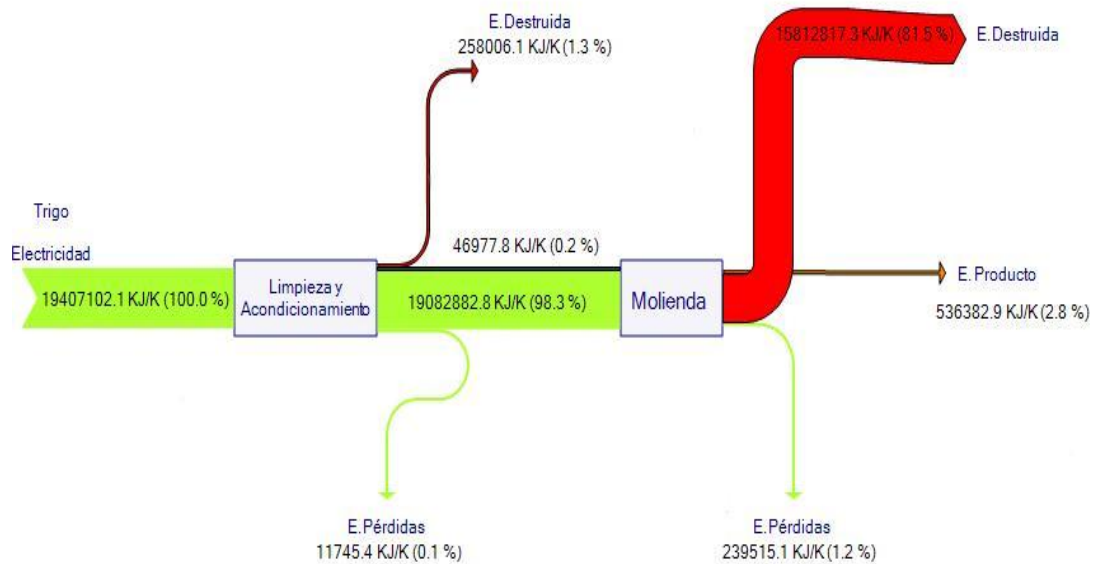 E.Destruida
258006.1 KJ/K (1.3 %)
15812817.3 KJ/K (81.5 %)
E.Destruida
Trigo
Electricidad
19407102.1 KJ/K (100.0 %)
Limpieza y
Acondicionamiento
46977.8 KJ/K (0.2 %)
19082882.8 KJ/K (98.3 %)
Molienda
E. Producto
536382.9 KJ/K (2.8 %)
E.Pérdidas
11745.4 KJ/K (0.1 %)
E.Pérdidas
239515.1 KJ/K (1.2 %)